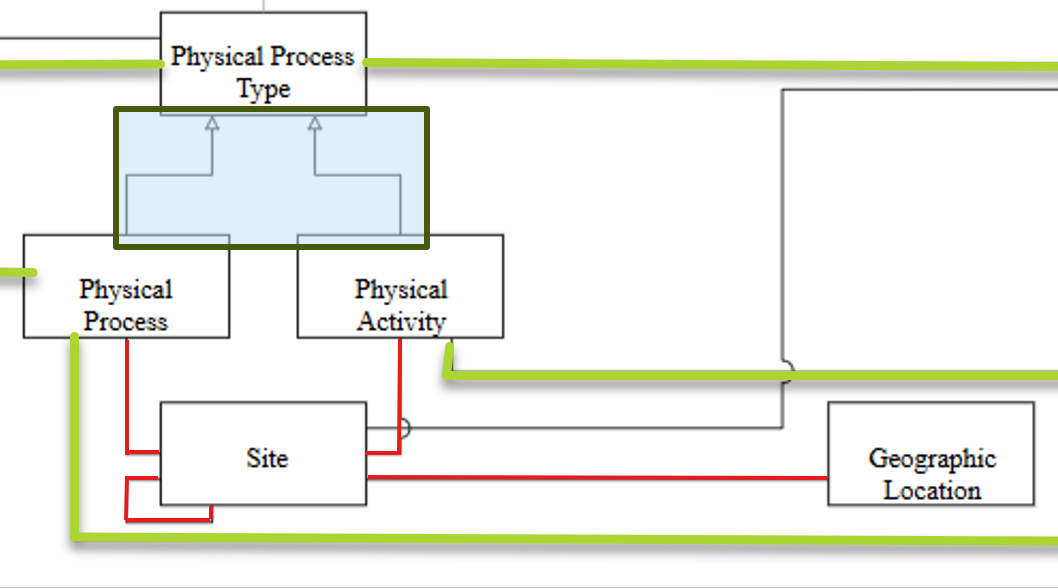 Physical Process
Type
Physical
Process
Physical
Activity
Site
Geographic
Location